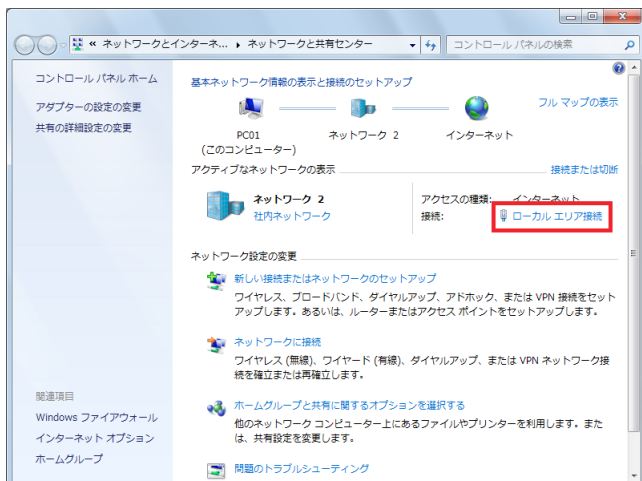 « ネットワークとインターネ... ▸ ネットワークと共有センター
コントロール パネルの検索
コントロール パネル ホーム
アダプターの設定の変更
共有の詳細設定の変更
基本ネットワーク情報の表示と接続のセットアップ
フル マップの表示
PC01
(このコンピューター)
ネットワーク 2
インターネット
アクティブなネットワークの表示
接続または切断
ネットワーク 2
社内ネットワーク
アクセスの種類: インターネット
接続: ローカル エリア接続
ネットワーク設定の変更
新しい接続またはネットワークのセットアップ
ワイヤレス、ブロードバンド、ダイヤルアップ、アドホック、または VPN 接続をセット
アップします。あるいは、ルーターまたはアクセス ポイントをセットアップします。
ネットワークに接続
ワイヤレス (無線)、ワイヤード (有線)、ダイヤルアップ、または VPN ネットワーク接
続を確立または再確立します。
ホームグループと共有に関するオプションを選択する
他のネットワーク コンピューター上にあるファイルやプリンターを利用します。また
は、共有設定を変更します。
問題のトラブルシューティング
関連項目
Windows ファイアウォール
インターネット オプション
ホームグループ